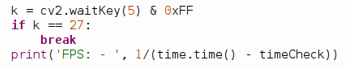 k = cv2.waitKey(5) & 0xFF
if k == 27:
    break
print('FPS: - ', 1/(time.time() - timeCheck))